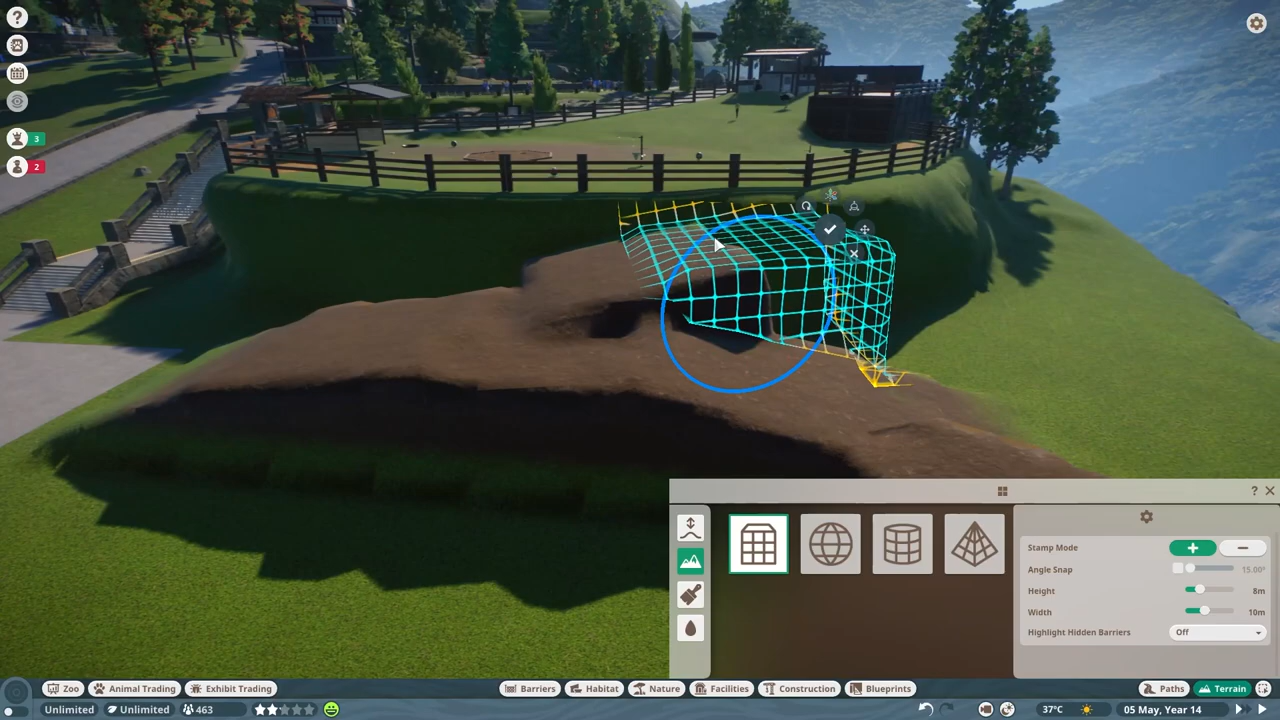 ?
3
2
? ×
Stamp Mode + −
Angle Snap 15.00°
Height 8m
Width 10m
Highlight Hidden Barriers Off
Zoo Animal Trading Exhibit Trading Barriers Habitat Nature Facilities Construction Blueprints Paths Terrain
Unlimited Unlimited 463 37°C 05 May, Year 14